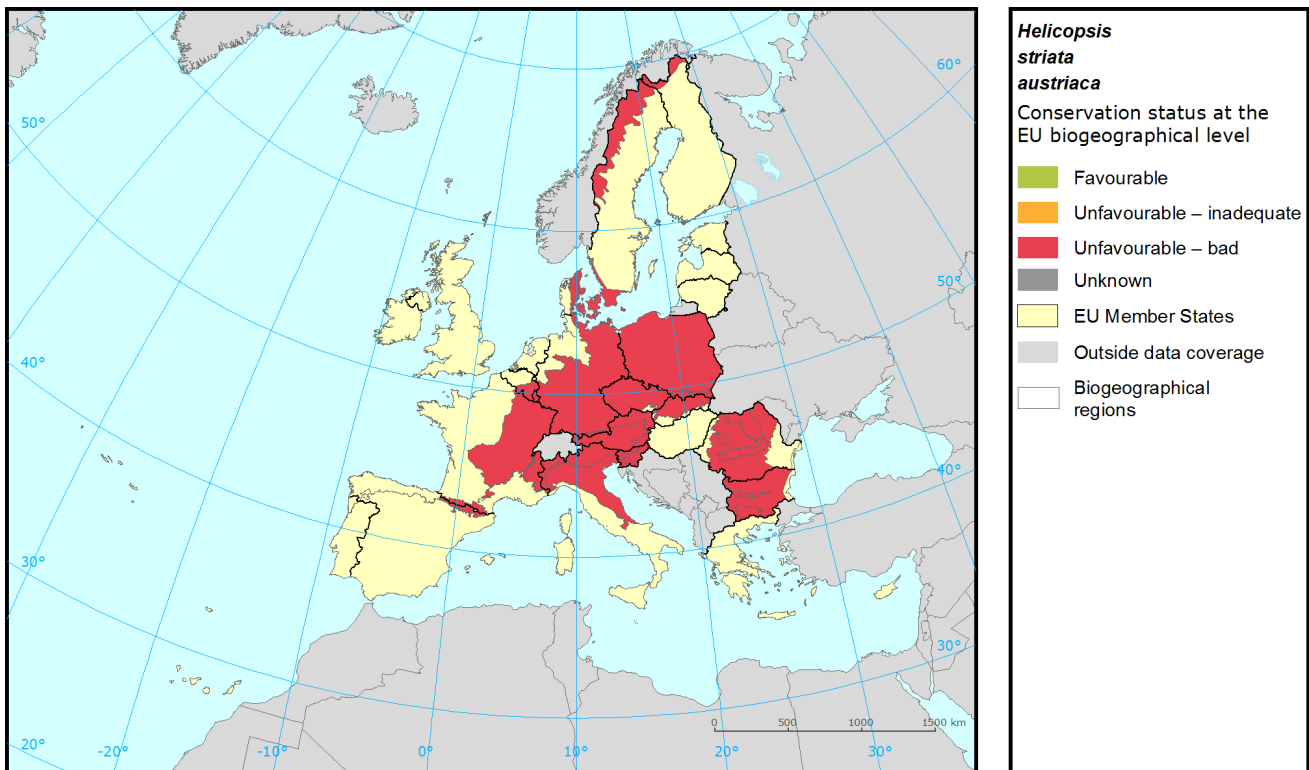 60°
50°
50°
40°
40°
30°
30°
20°
-20°
-10°
0°
10°
20°
30°
0 500 1000 1500 km
Helicopsis
striata
austriaca
Conservation status at the
EU biogeographical level
Favourable
Unfavourable – inadequate
Unfavourable – bad
Unknown
EU Member States
Outside data coverage
Biogeographical
regions